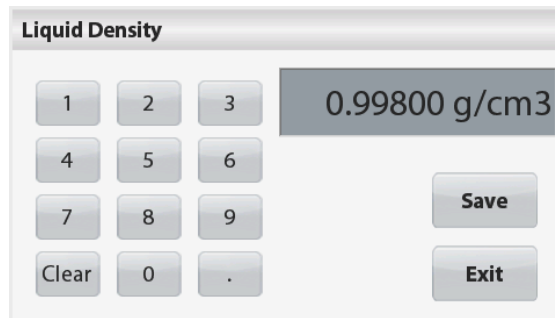 Liquid Density
1 2 3 0.99800 g/cm3
4 5 6
Save
7 8 9
Clear 0 . Exit